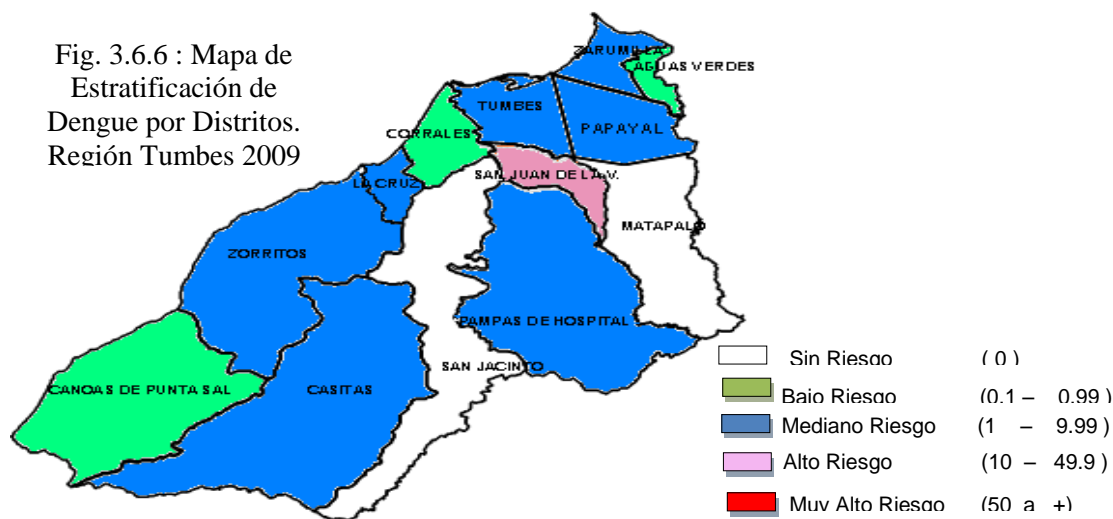 Fig. 3.6.6 : Mapa de
Estratificación de
Dengue por Distritos.
Región Tumbes 2009
ZARUMILLA
AGUAS VERDES
TUMBES
PAPAYAL
CORRALES
SAN JUAN DE LA V.
LA CRUZ
MATAPALO
ZORRITOS
PAMPAS DE HOSPITAL
SAN JACINTO
CANOAS DE PUNTA SAL
CASITAS
Sin Riesgo ( 0 )
Bajo Riesgo (0.1 – 0.99 )
Mediano Riesgo (1 – 9.99 )
Alto Riesgo (10 – 49.9 )
Muy Alto Riesgo (50 a +)